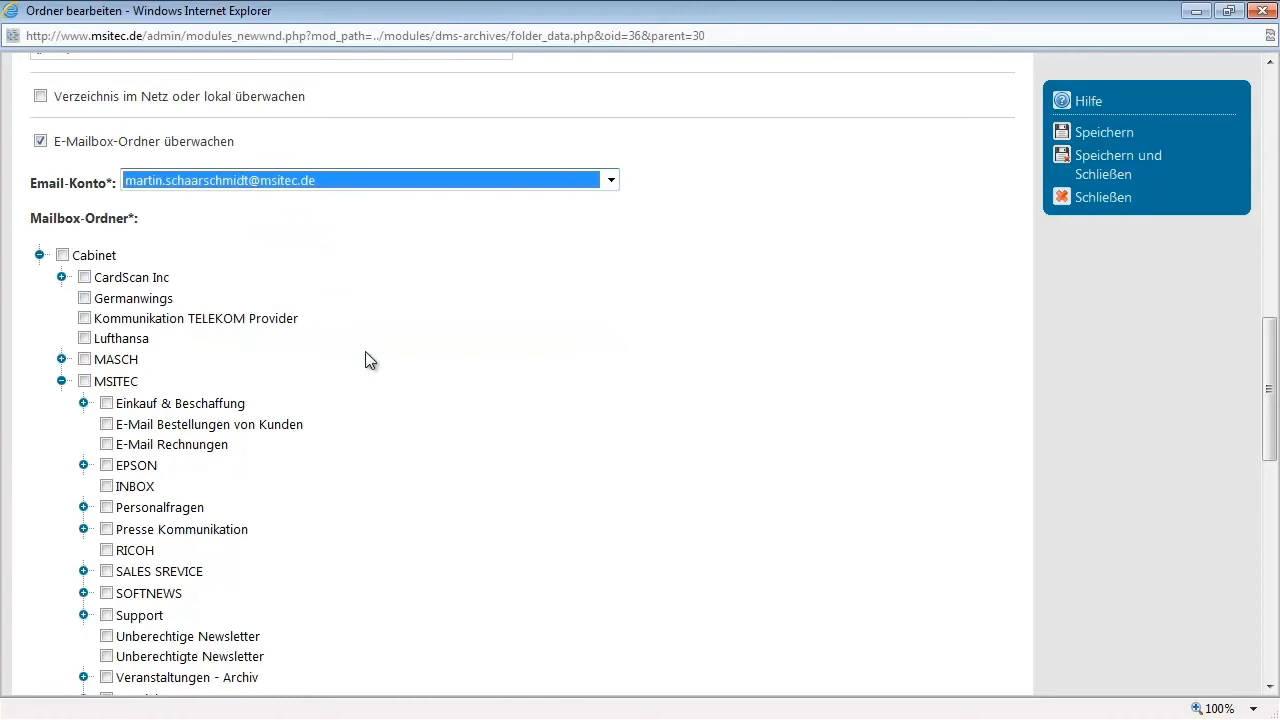 Ordner bearbeiten - Windows Internet Explorer
http://www.msitec.de/admin/modules_newwnd.php?mod_path=../modules/dms-archives/folder_data.php&oid=36&parent=30
Verzeichnis im Netz oder lokal überwachen
E-Mailbox-Ordner überwachen
Email-Konto*: martin.schaarschmidt@msitec.de
Mailbox-Ordner*:
Cabinet
CardScan Inc
Germanwings
Kommunikation TELEKOM Provider
Lufthansa
MASCH
MSITEC
Einkauf & Beschaffung
E-Mail Bestellungen von Kunden
E-Mail Rechnungen
EPSON
INBOX
Personalfragen
Presse Kommunikation
RICOH
SALES SREVICE
SOFTNEWS
Support
Unberechtige Newsletter
Unberechtigte Newsletter
Veranstaltungen - Archiv
Hilfe
Speichern
Speichern und
Schließen
Schließen
100%